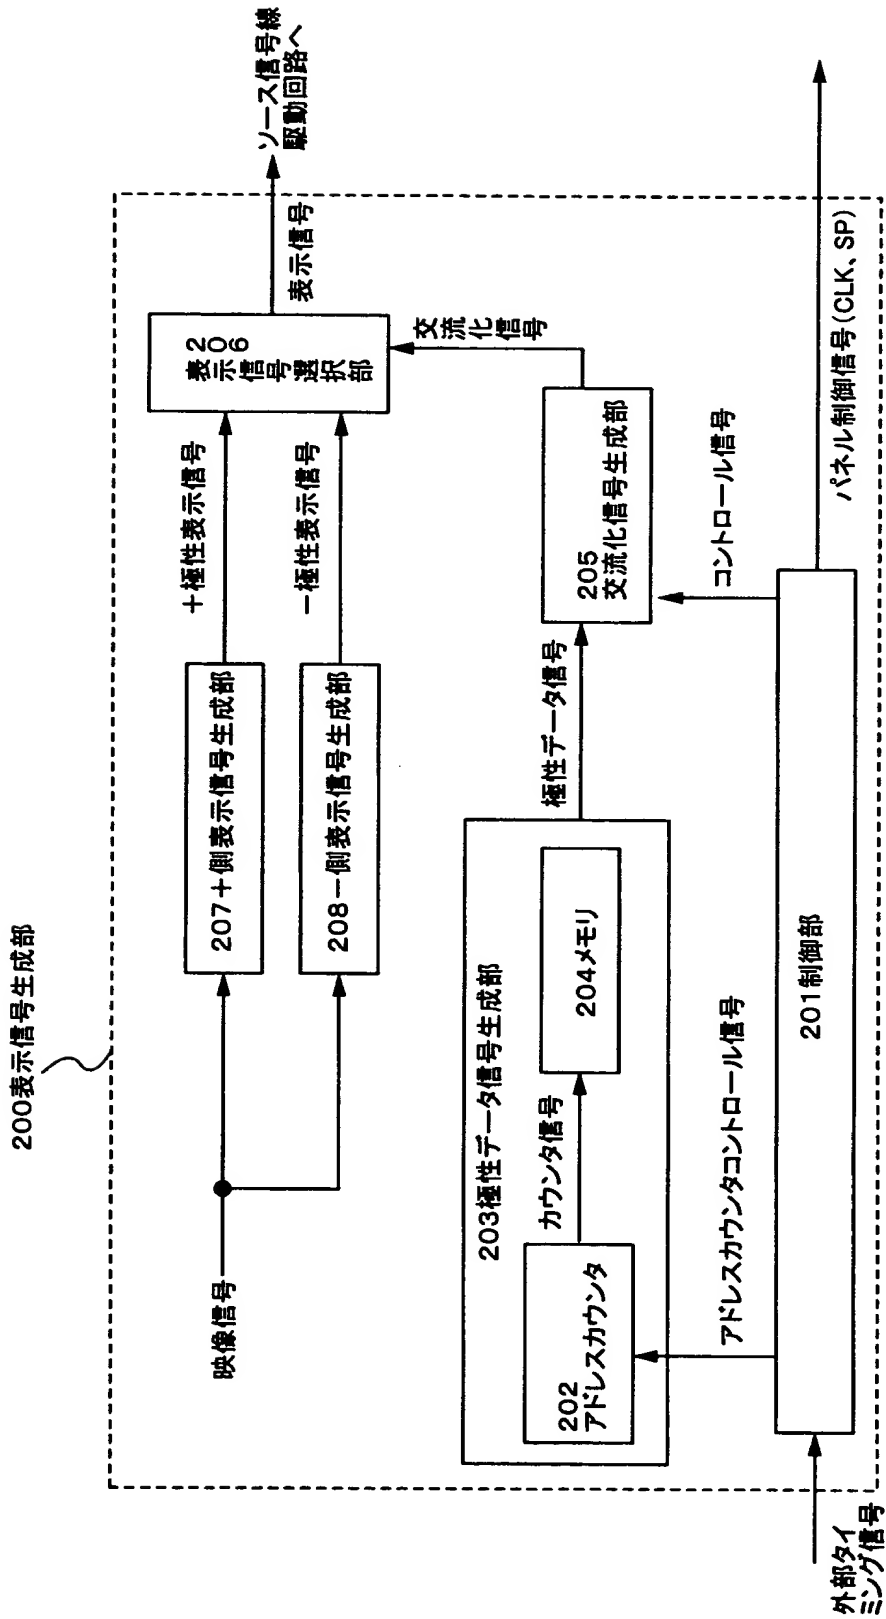 200表示信号生成部
映像信号
207＋側表示信号生成部
＋極性表示信号
208－側表示信号生成部
－極性表示信号
206
表示信号選択部
表示信号
ソース信号線
駆動回路へ
交流化信号
203極性データ信号生成部
202
アドレスカウンタ
カウンタ信号
204メモリ
極性データ信号
205
交流化信号生成部
アドレスカウンタコントロール信号
コントロール信号
外部タイ
ミング信号
201制御部
パネル制御信号(CLK、SP)